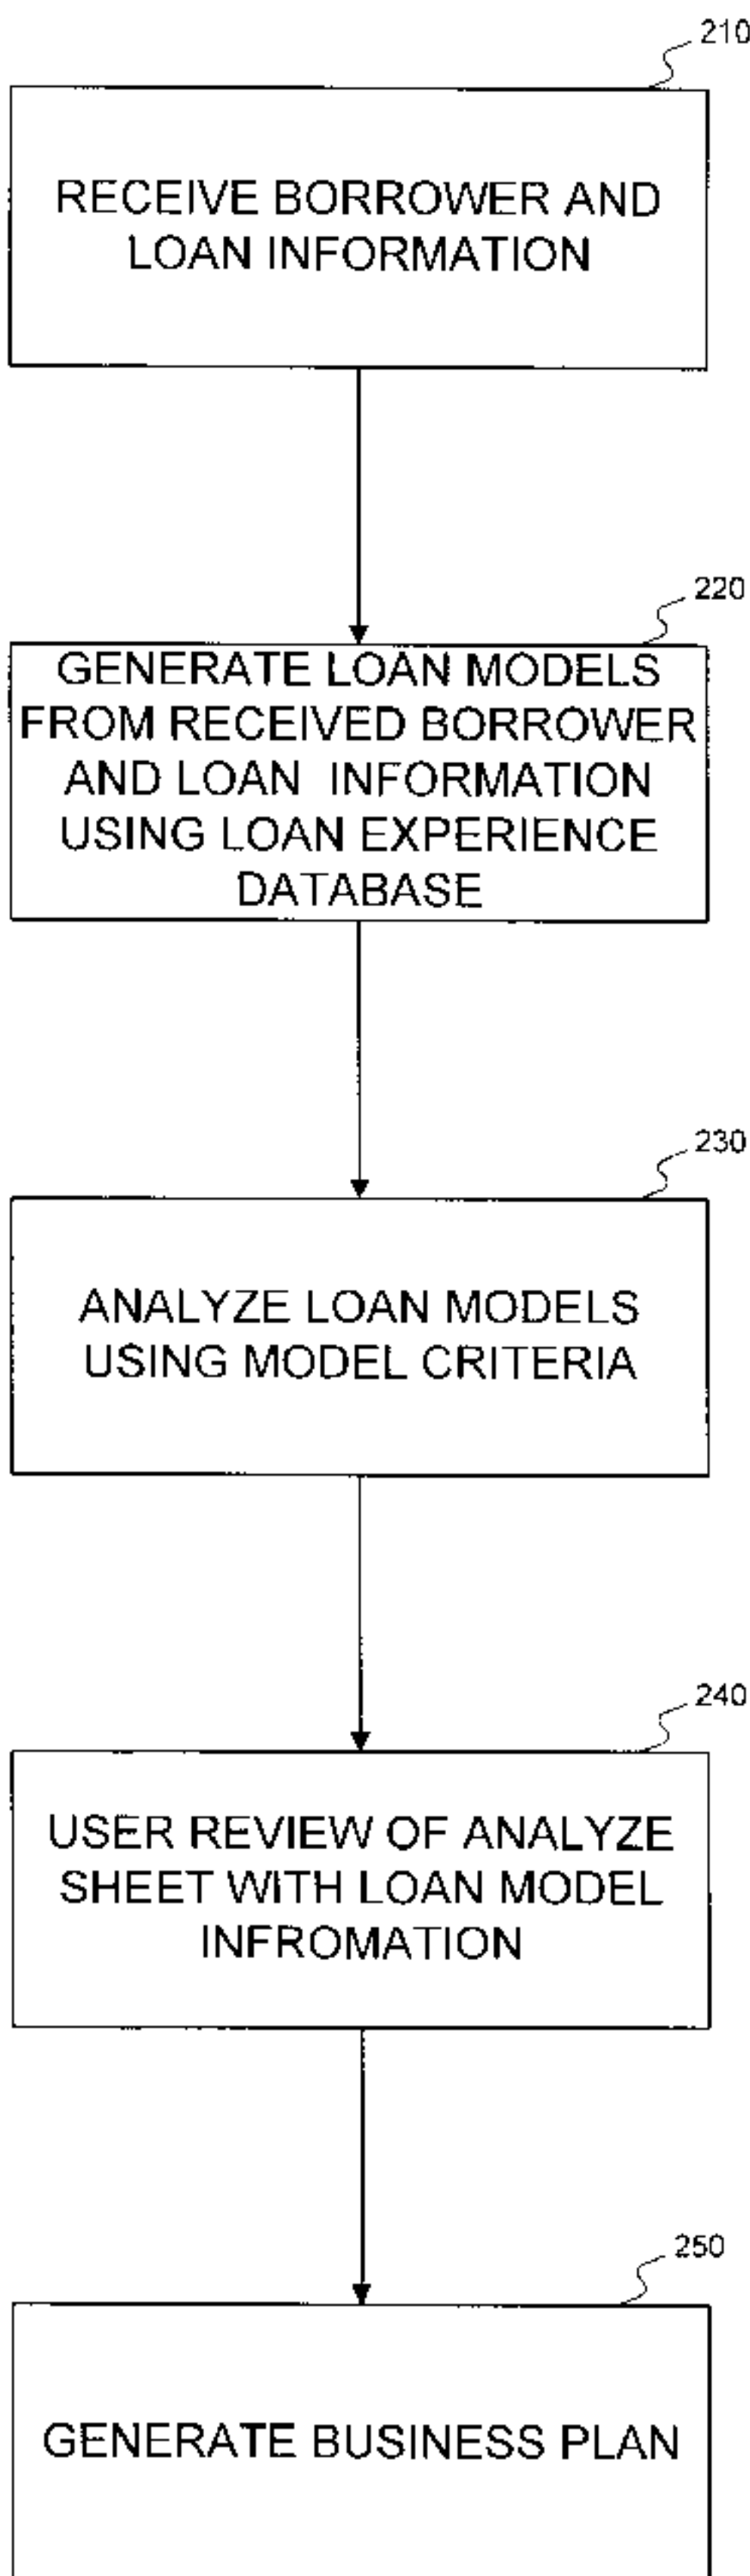 210
RECEIVE BORROWER AND
LOAN INFORMATION
220
GENERATE LOAN MODELS
FROM RECEIVED BORROWER
AND LOAN INFORMATION
USING LOAN EXPERIENCE
DATABASE
230
ANALYZE LOAN MODELS
USING MODEL CRITERIA
240
USER REVIEW OF ANALYZE
SHEET WITH LOAN MODEL
INFROMATION
250
GENERATE BUSINESS PLAN